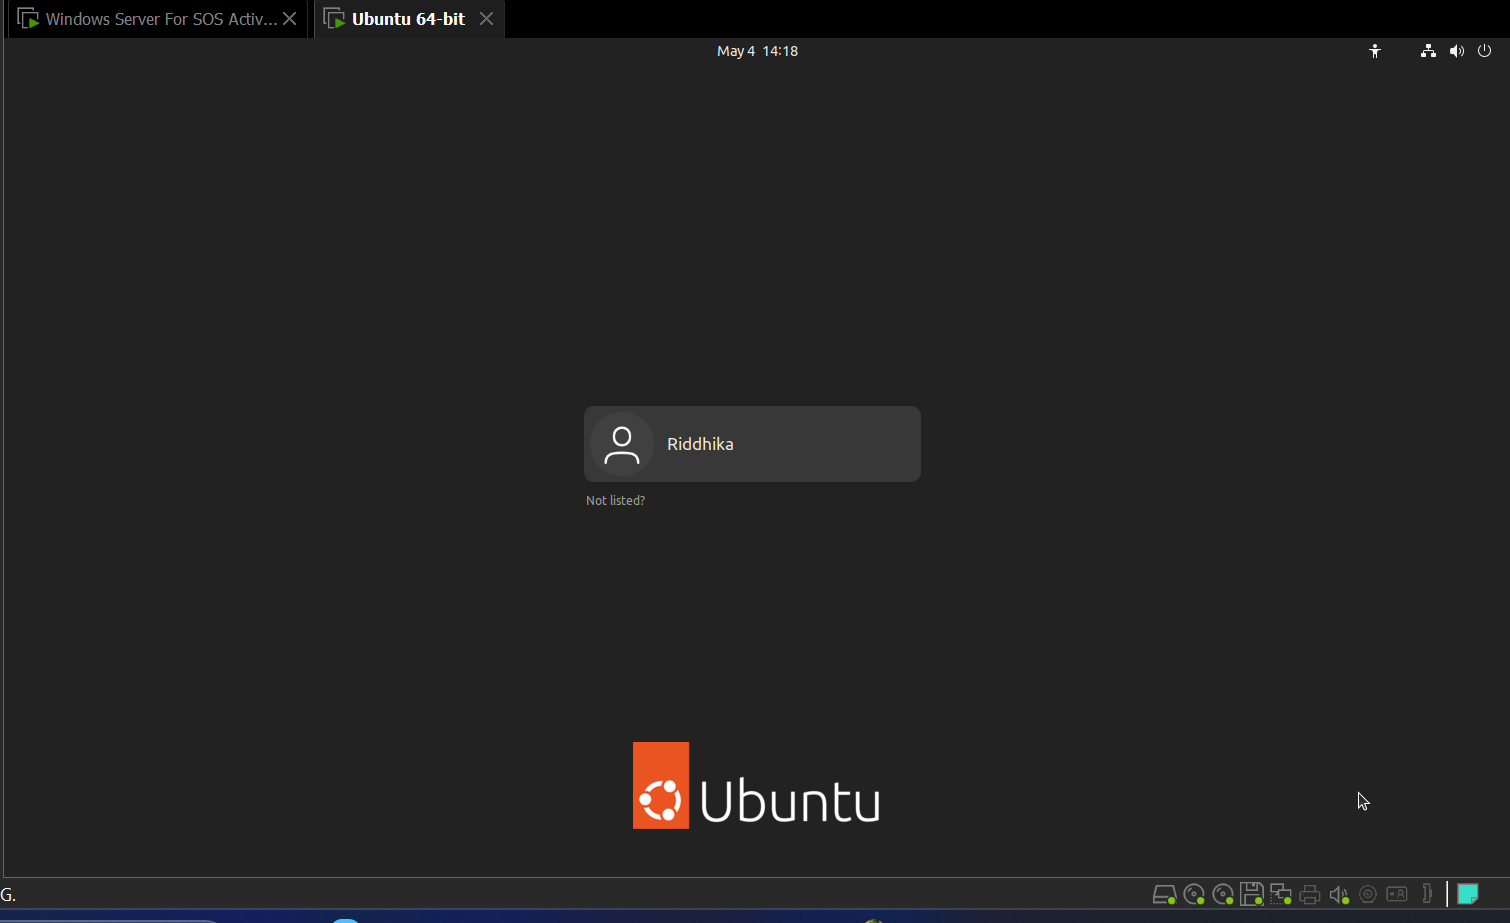 Windows Server For SOS Activ...
Ubuntu 64-bit
May 4 14:18
Riddhika
Not listed?
Ubuntu
G.